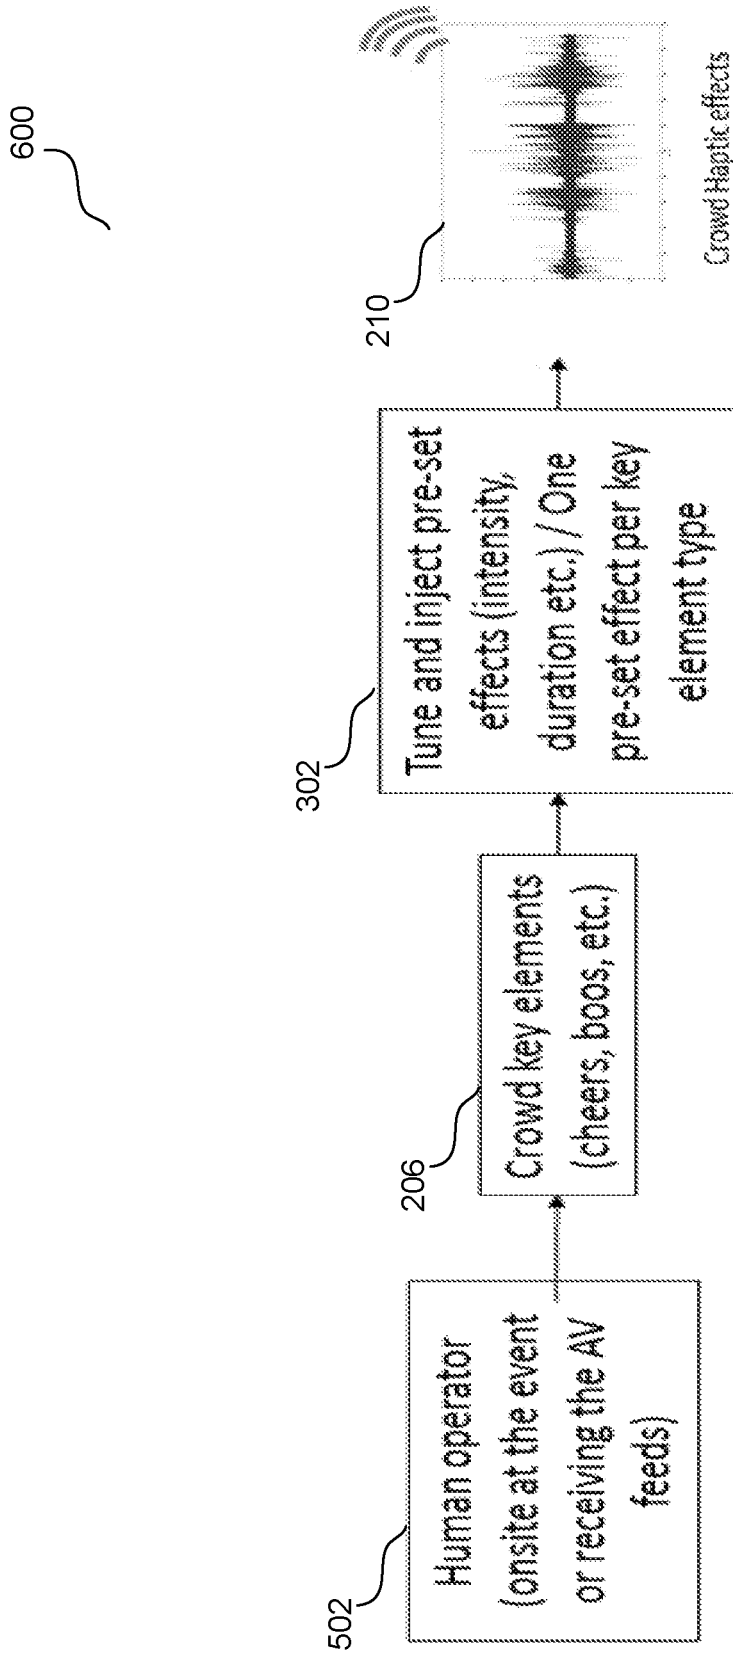 600
502
Human operator
(onsite at the event
or receiving the AV
feeds)
206
Crowd key elements
(cheers, boos, etc.)
302
Tune and inject pre-set
effects (intensity,
duration etc.) / One
pre-set effect per key
element type
210
Crowd Haptic effects